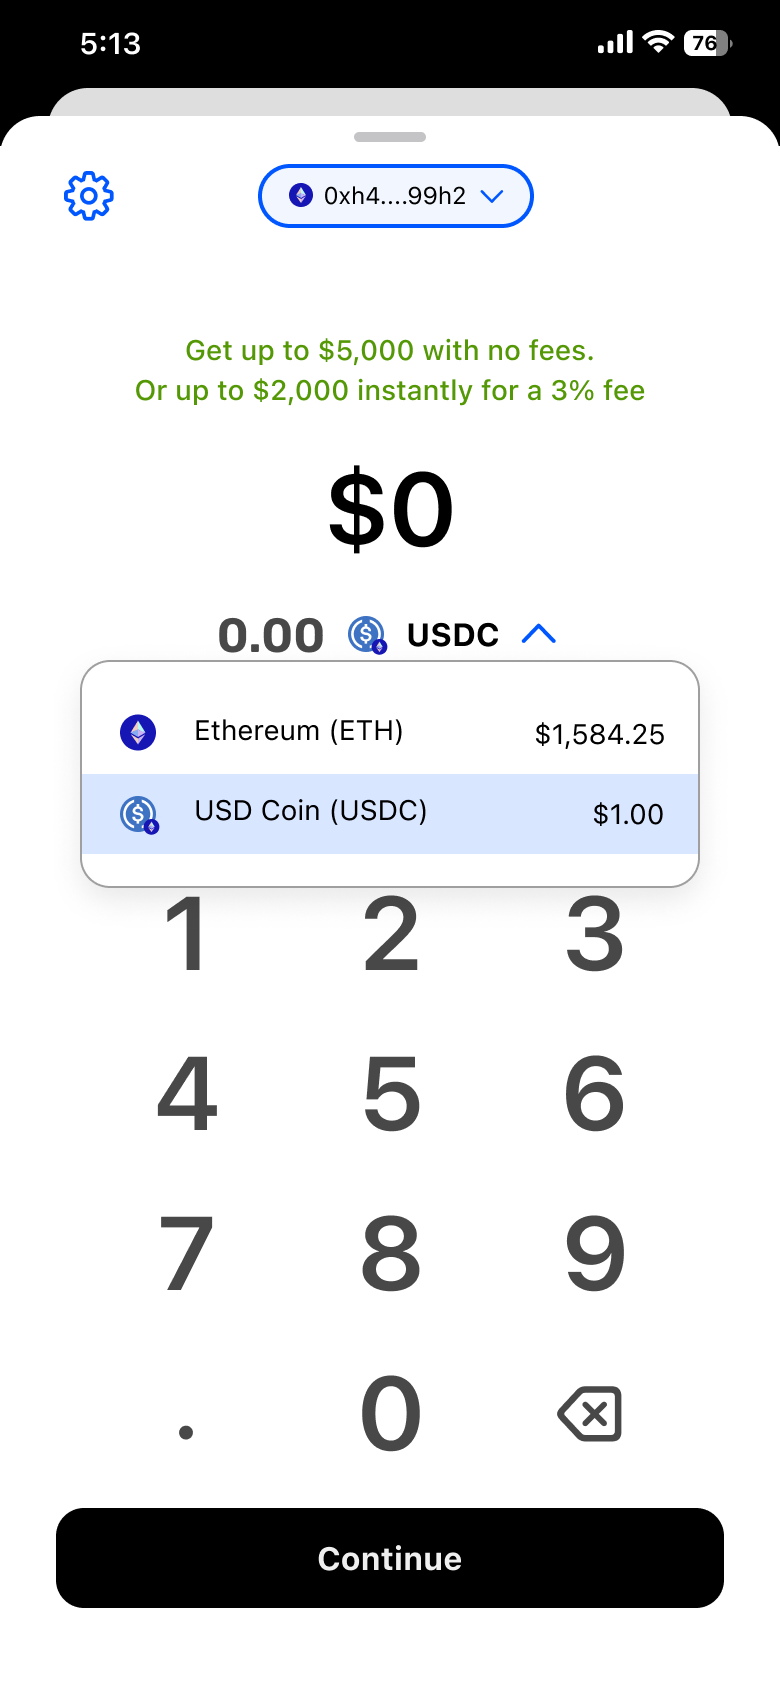 5:13
76
0xh4....99h2
Get up to $5,000 with no fees.
Or up to $2,000 instantly for a 3% fee
$0
0.00 USDC
Ethereum (ETH) $1,584.25
USD Coin (USDC) $1.00
1 2 3
4 5 6
7 8 9
. 0
Continue